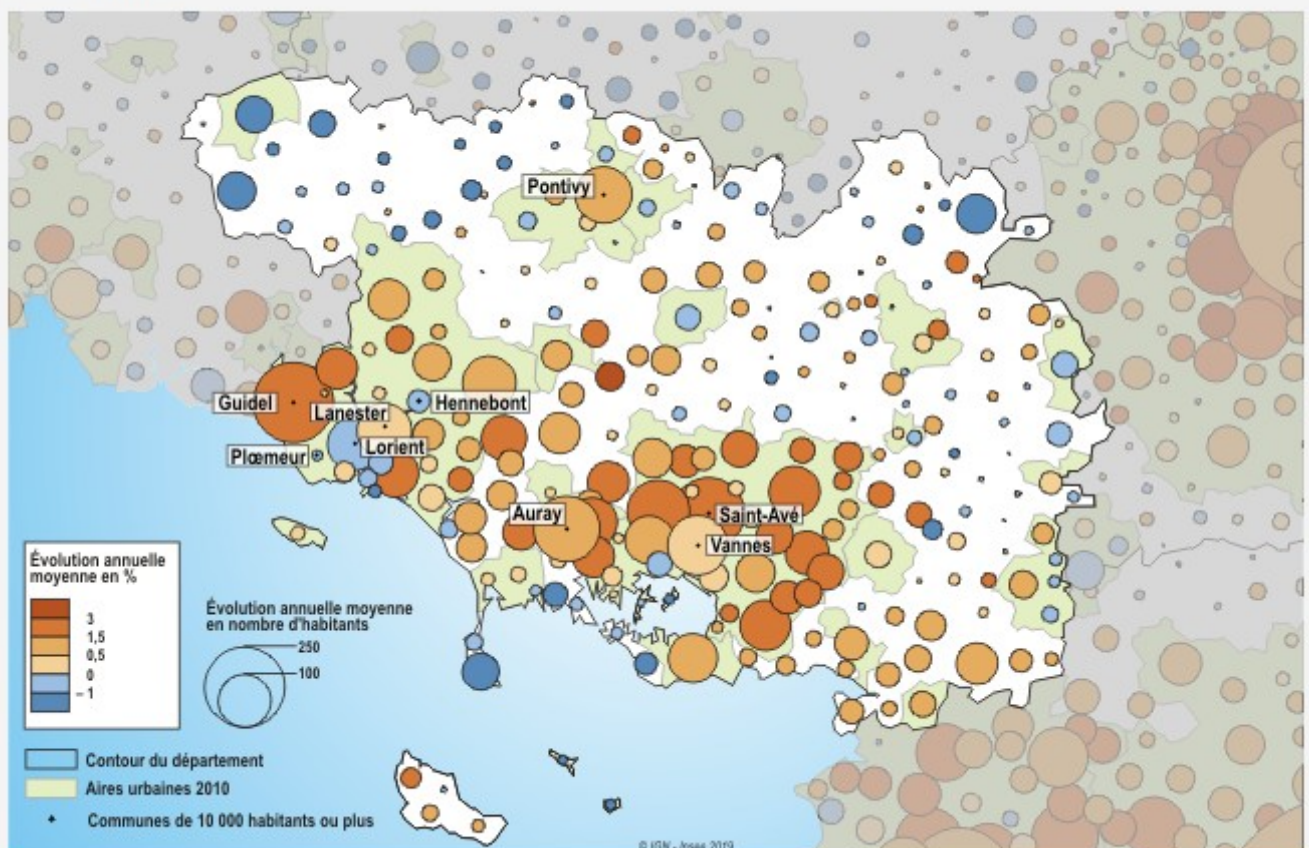 Pontivy
Guidel
Lanester
Hennebont
Lorient
Plœmeur
Auray
Saint-Avé
Vannes
Évolution annuelle
moyenne en %
3
1,5
0,5
0
– 1
Évolution annuelle moyenne
en nombre d'habitants
250
100
Contour du département
Aires urbaines 2010
Communes de 10 000 habitants ou plus
© IGN - Insee 2019